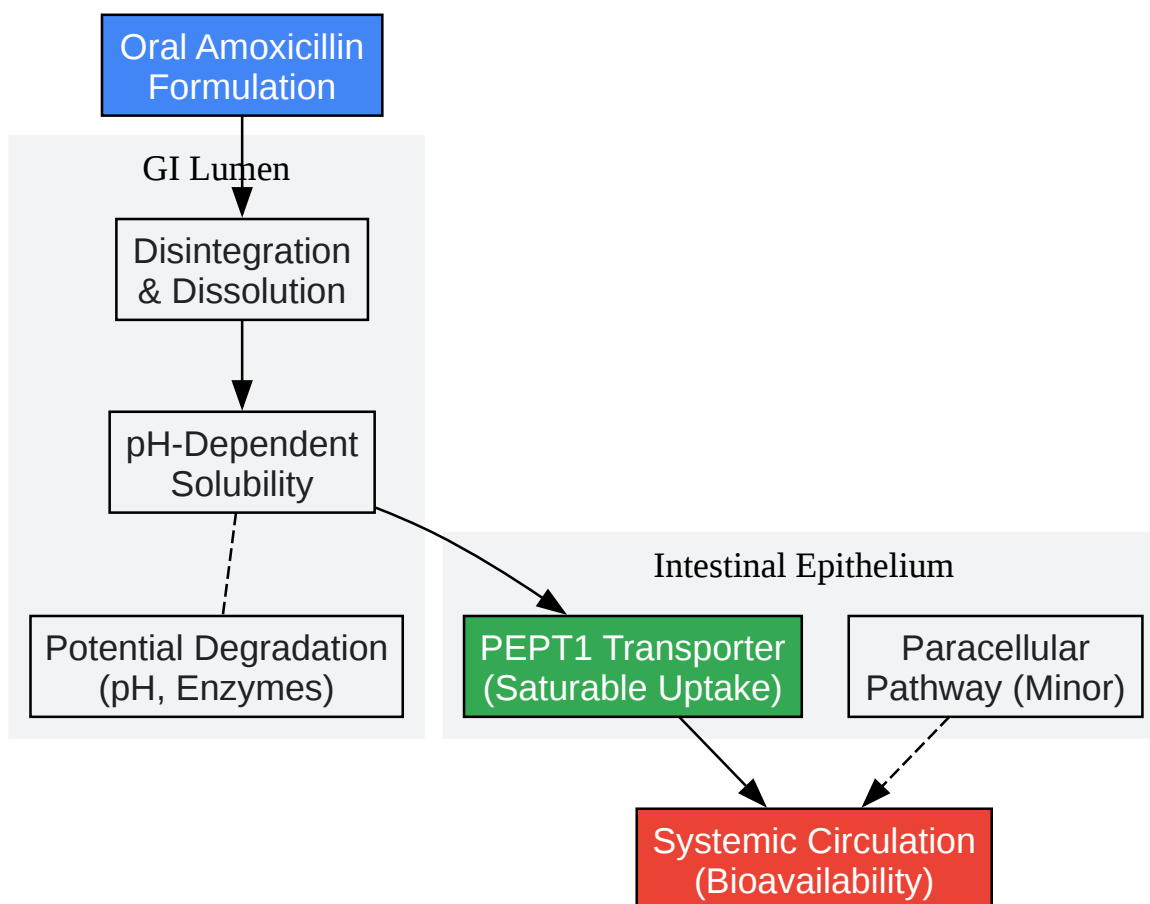 Oral Amoxicillin
Formulation
GI Lumen
Disintegration
& Dissolution
pH-Dependent
Solubility
Potential Degradation
(pH, Enzymes)
Intestinal Epithelium
PEPT1 Transporter
(Saturable Uptake)
Paracellular
Pathway (Minor)
Systemic Circulation
(Bioavailability)